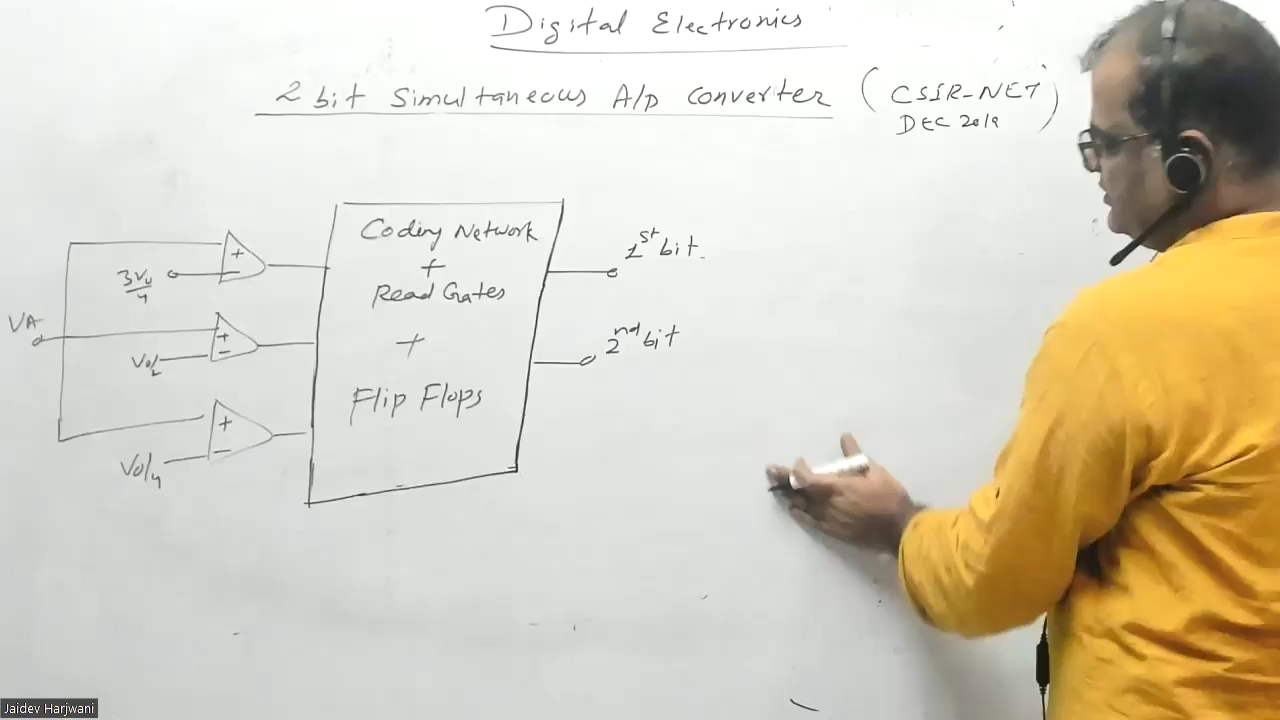 Digital Electronics
2 bit Simultaneous A/D Converter (CSIR-NET)
DEC 2019
Coding Network
+
Read Gates
+
Flip Flops
1st bit.
2nd bit
VA
3V0/4
+
-
V0/2
+
-
V0/4
+
-
Jaidev Harjwani